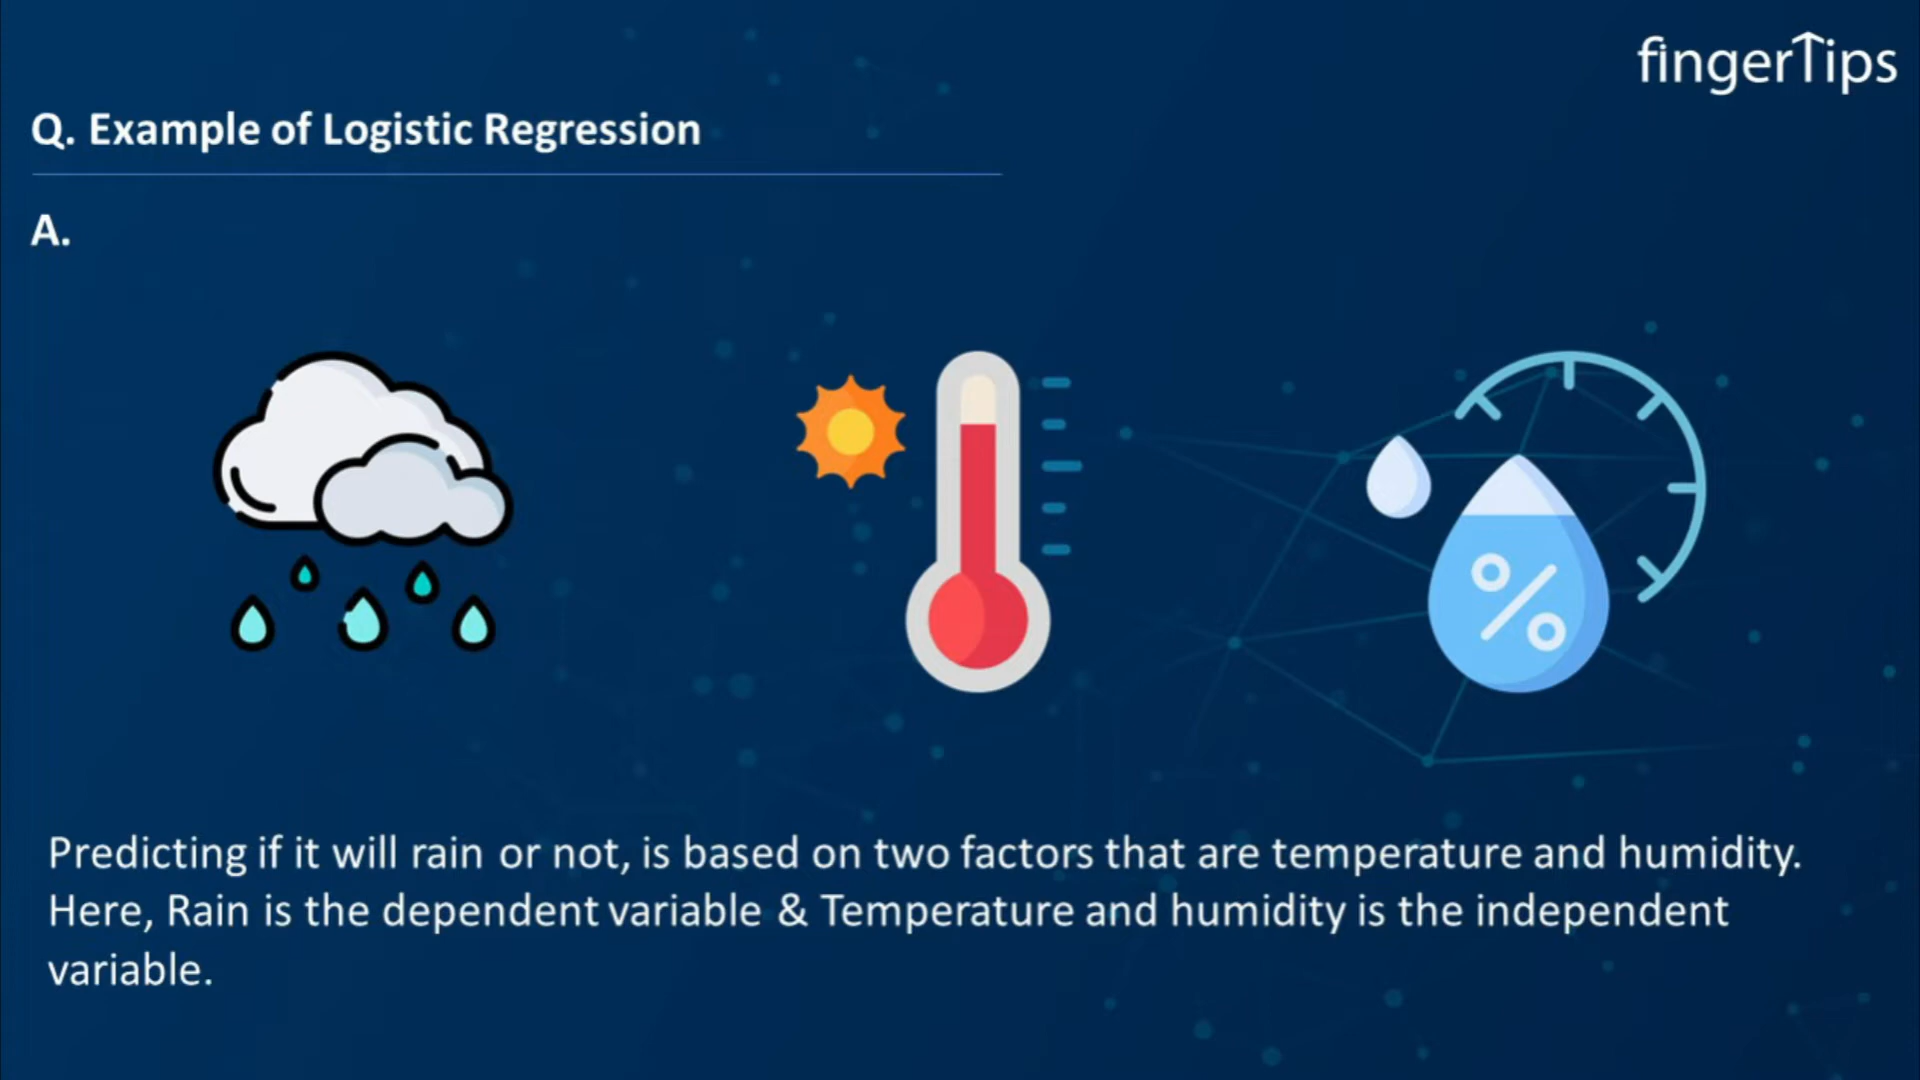 fingerTips
Q. Example of Logistic Regression
A.
%
Predicting if it will rain or not, is based on two factors that are temperature and humidity.
Here, Rain is the dependent variable & Temperature and humidity is the independent
variable.